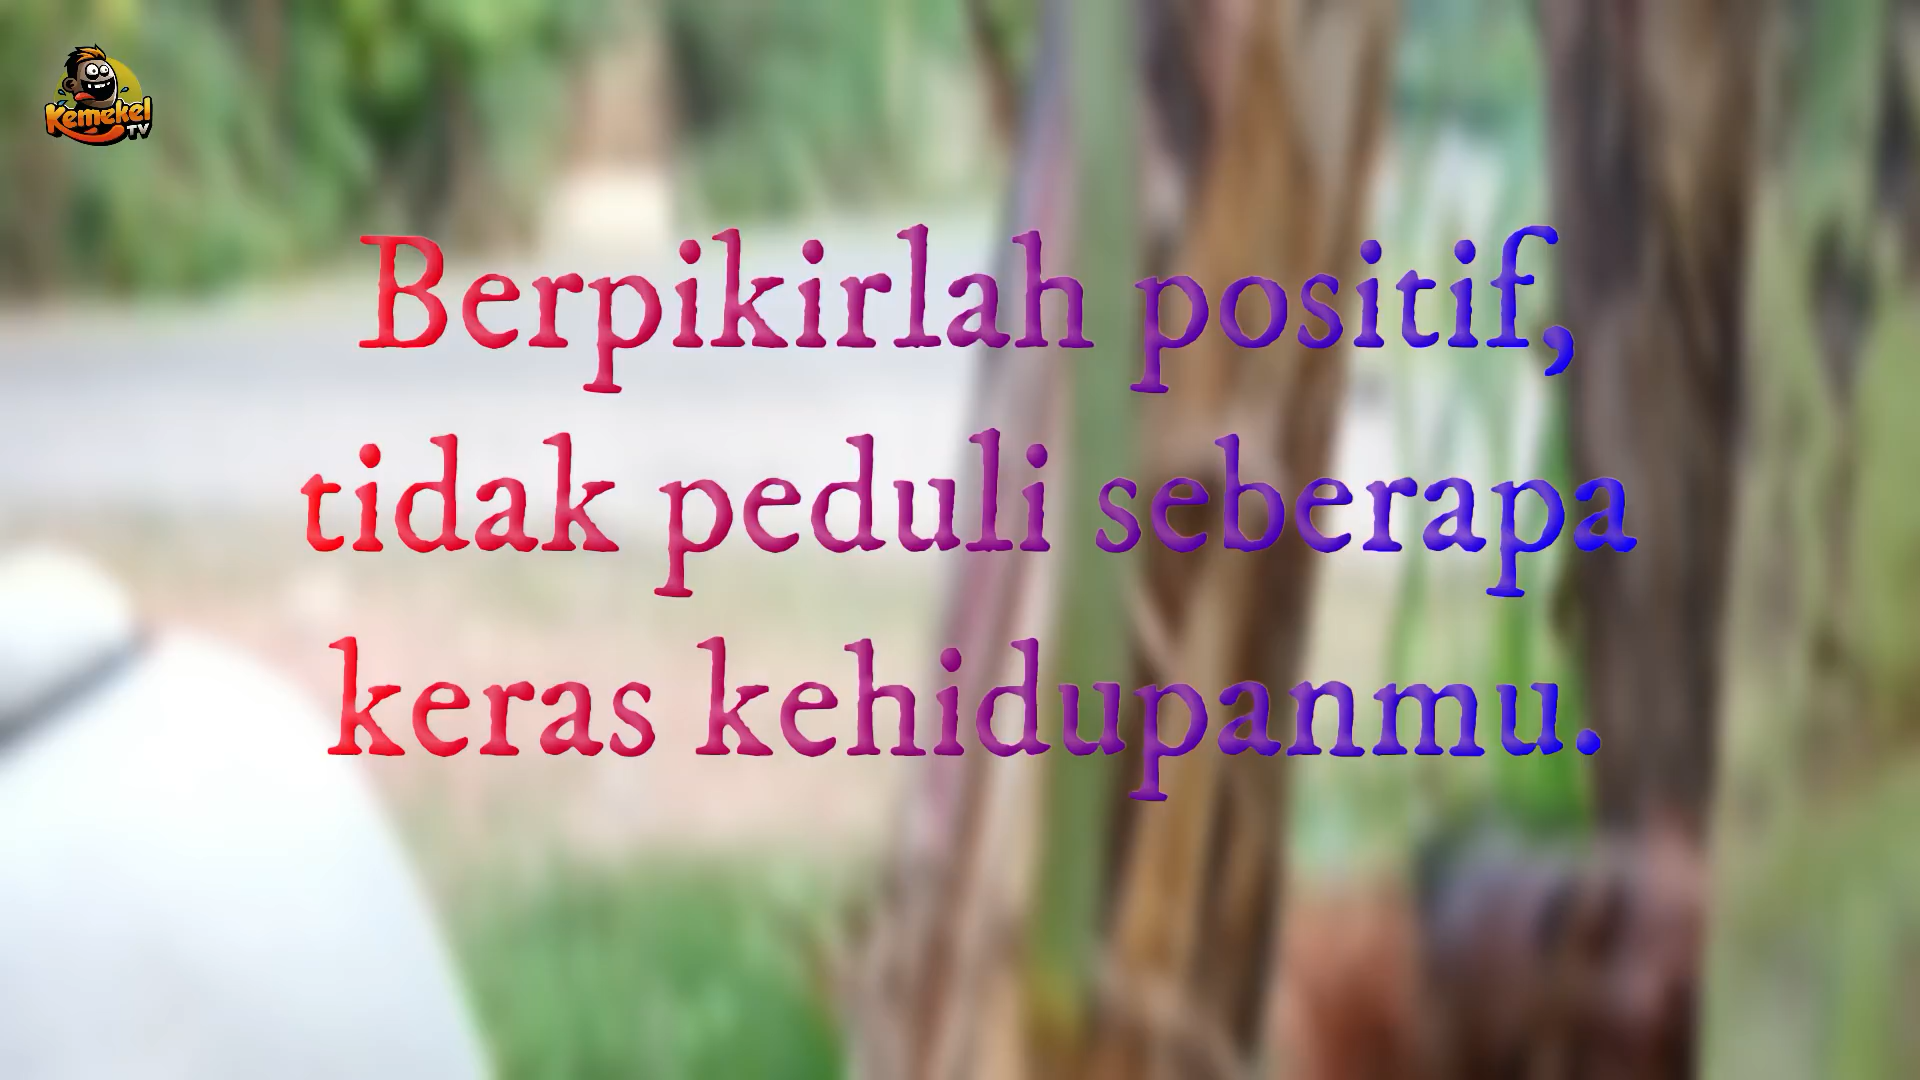 Kemekel
TV
Berpikirlah positif,
tidak peduli seberapa
keras kehidupanmu.